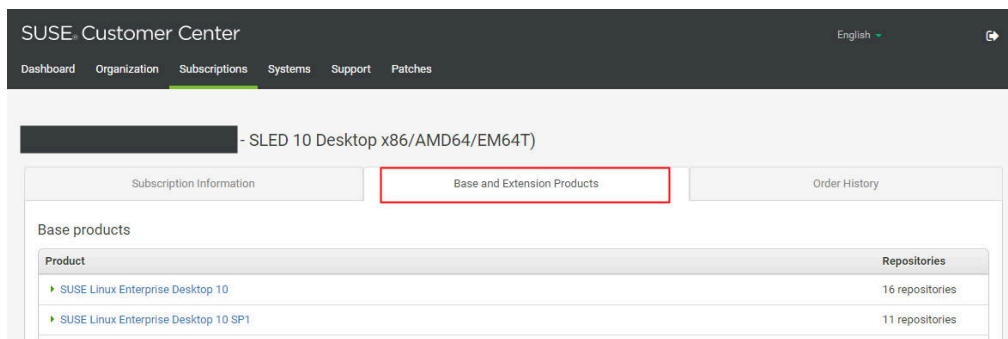 SUSE® Customer Center
English
Dashboard Organization Subscriptions Systems Support Patches
- SLED 10 Desktop x86/AMD64/EM64T)
Subscription Information Base and Extension Products Order History
Base products
Product Repositories
SUSE Linux Enterprise Desktop 10 16 repositories
SUSE Linux Enterprise Desktop 10 SP1 11 repositories